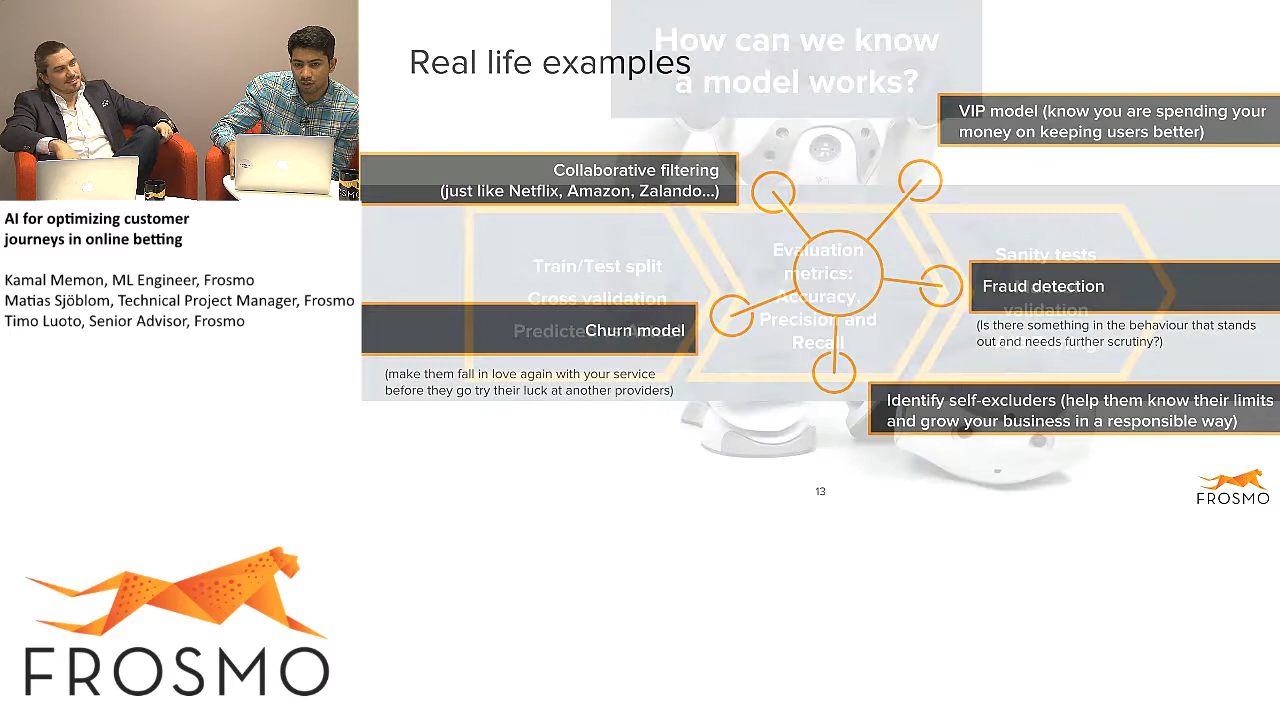 AI for optimizing customer
journeys in online betting
Kamal Memon, ML Engineer, Frosmo
Matias Sjöblom, Technical Project Manager, Frosmo
Timo Luoto, Senior Advisor, Frosmo
FROSMO
Real life examples
How can we know
a model works?
VIP model (know you are spending your
money on keeping users better)
Collaborative filtering
(just like Netflix, Amazon, Zalando...)
Train/Test split
Cross validation
Evaluation
metrics:
Accuracy,
Precision and
Recall
Sanity tests
validation
Fraud detection
(Is there something in the behaviour that stands
out and needs further scrutiny?)
Churn model
(make them fall in love again with your service
before they go try their luck at another providers)
Identify self-excluders (help them know their limits
and grow your business in a responsible way)
13
FROSMO